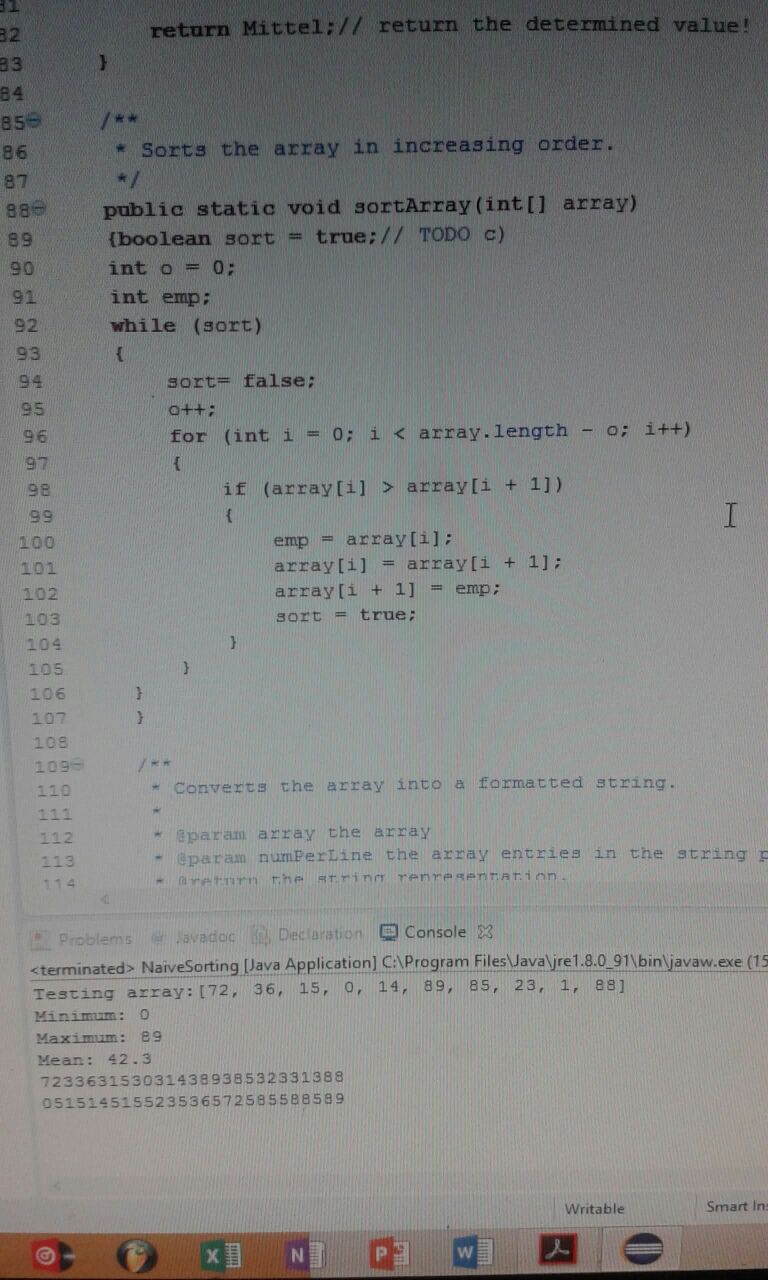 81
82 return Mittel;// return the determined value!
83 }
84
85 /**
86 * Sorts the array in increasing order.
87 */
88 public static void sortArray(int[] array)
89 {boolean sort = true;// TODO c)
90 int o = 0;
91 int emp;
92 while (sort)
93 {
94 sort= false;
95 o++;
96 for (int i = 0; i < array.length - o; i++)
97 {
98 if (array[i] > array[i + 1])
99 {
100 emp = array[i];
101 array[i] = array[i + 1];
102 array[i + 1] = emp;
103 sort = true;
104 }
105 }
106 }
107 }
108
109 /**
110 * Converts the array into a formatted string.
111 *
112 * @param array the array
113 * @param numPerLine the array entries in the string p
114 * @return the string representation.
Problems @ Javadoc Declaration Console
<terminated> NaiveSorting [Java Application] C:\Program Files\Java\jre1.8.0_91\bin\javaw.exe (15
Testing array:[72, 36, 15, 0, 14, 89, 85, 23, 1, 88]
Minimum: 0
Maximum: 89
Mean: 42.3
7233631530314389385323313​88
0515145155235365725855885​89
Writable Smart Ins
X N P W